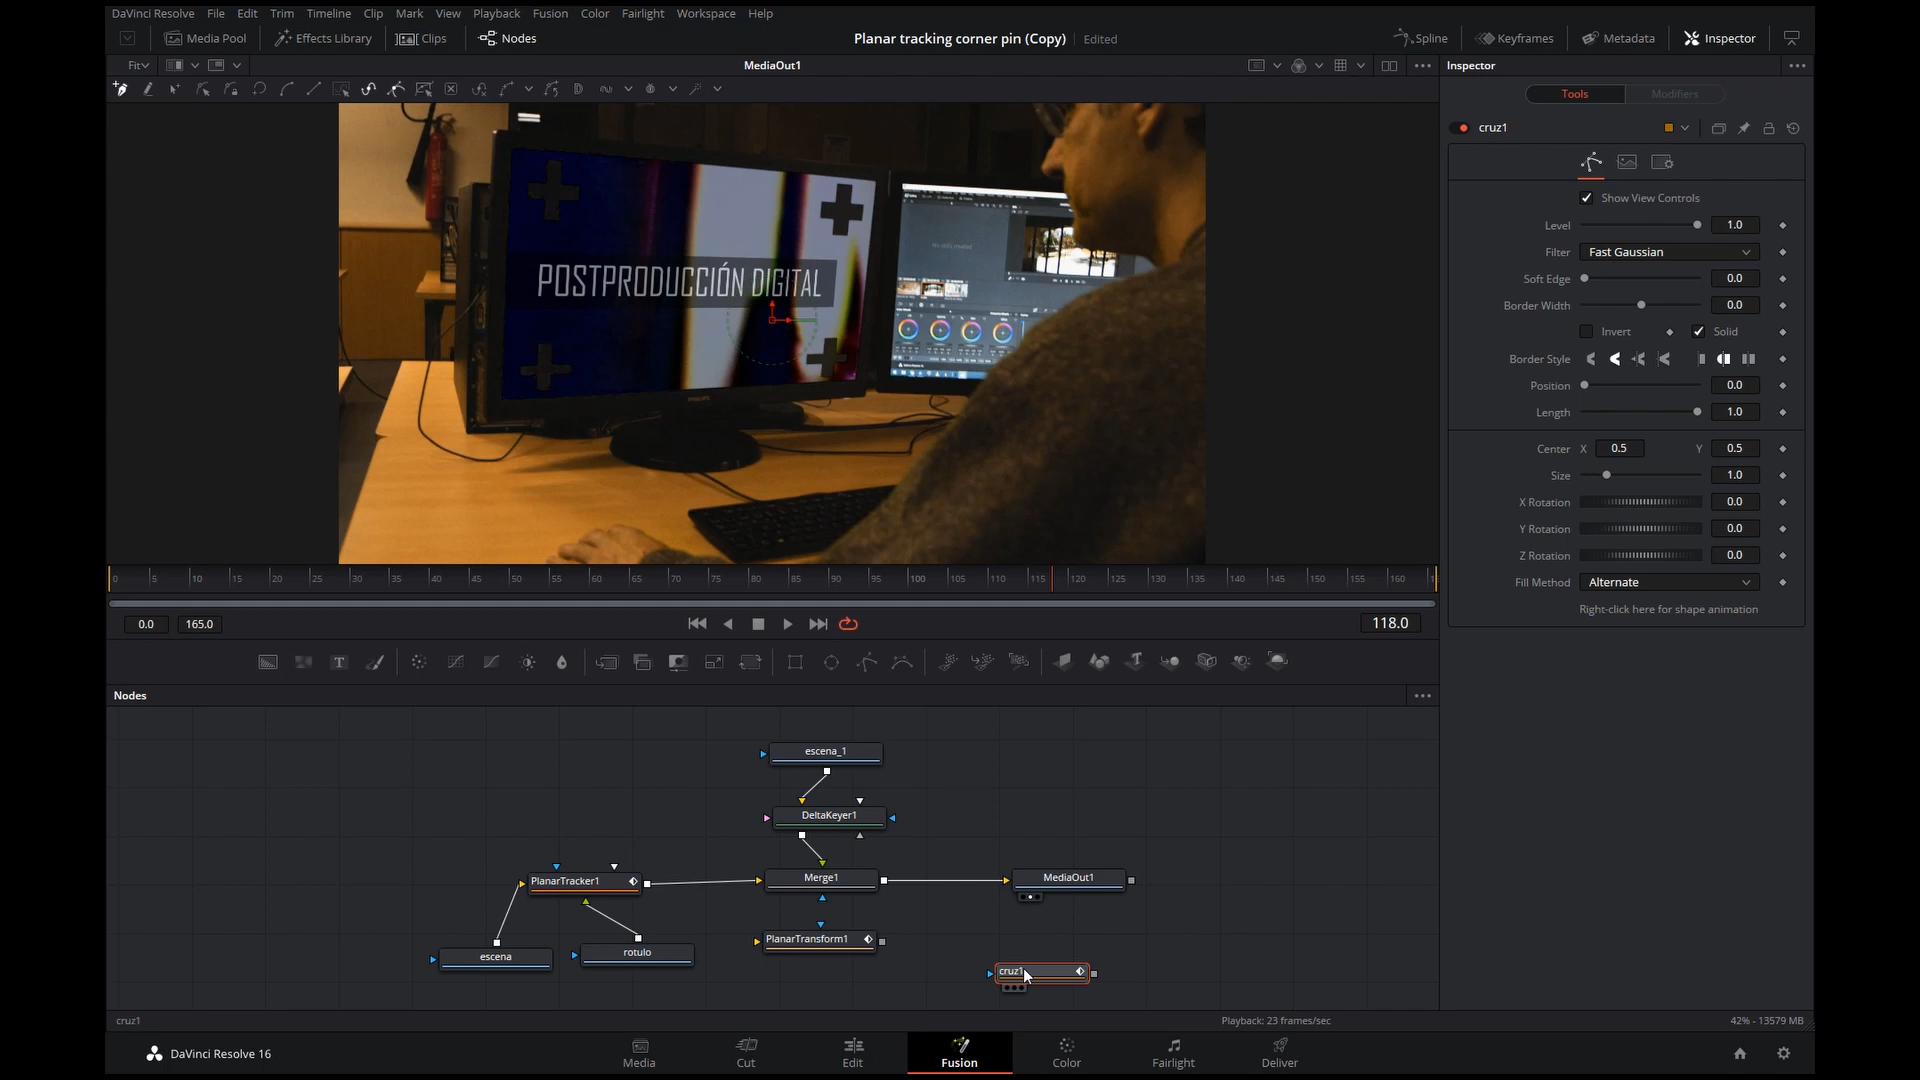 DaVinci Resolve File Edit Trim Timeline Clip Mark View Playback Fusion Color Fairlight Workspace Help
Media Pool Effects Library Clips Nodes
Planar tracking corner pin (Copy) Edited
Spline Keyframes Metadata Inspector
Fit
MediaOut1
Inspector
Tools Modifiers
cruz1
Show View Controls
Level 1.0
Filter Fast Gaussian
Soft Edge 0.0
Border Width 0.0
Invert Solid
Border Style
Position 0.0
Length 1.0
Center X 0.5 Y 0.5
Size 1.0
X Rotation 0.0
Y Rotation 0.0
Z Rotation 0.0
Fill Method Alternate
Right-click here for shape animation
POSTPRODUCCIÓN DIGITAL
PHILIPS
0 5 10 15 20 25 30 35 40 45 50 55 60 65 70 75 80 85 90 95 100 105 110 115 120 125 130 135 140 145 150 155 160
0.0 165.0
118.0
Nodes
escena_1
DeltaKeyer1
PlanarTracker1
Merge1
MediaOut1
PlanarTransform1
escena
rotulo
cruz1
cruz1
Playback: 23 frames/sec
42% - 13579 MB
DaVinci Resolve 16
Media Cut Edit Fusion Color Fairlight Deliver